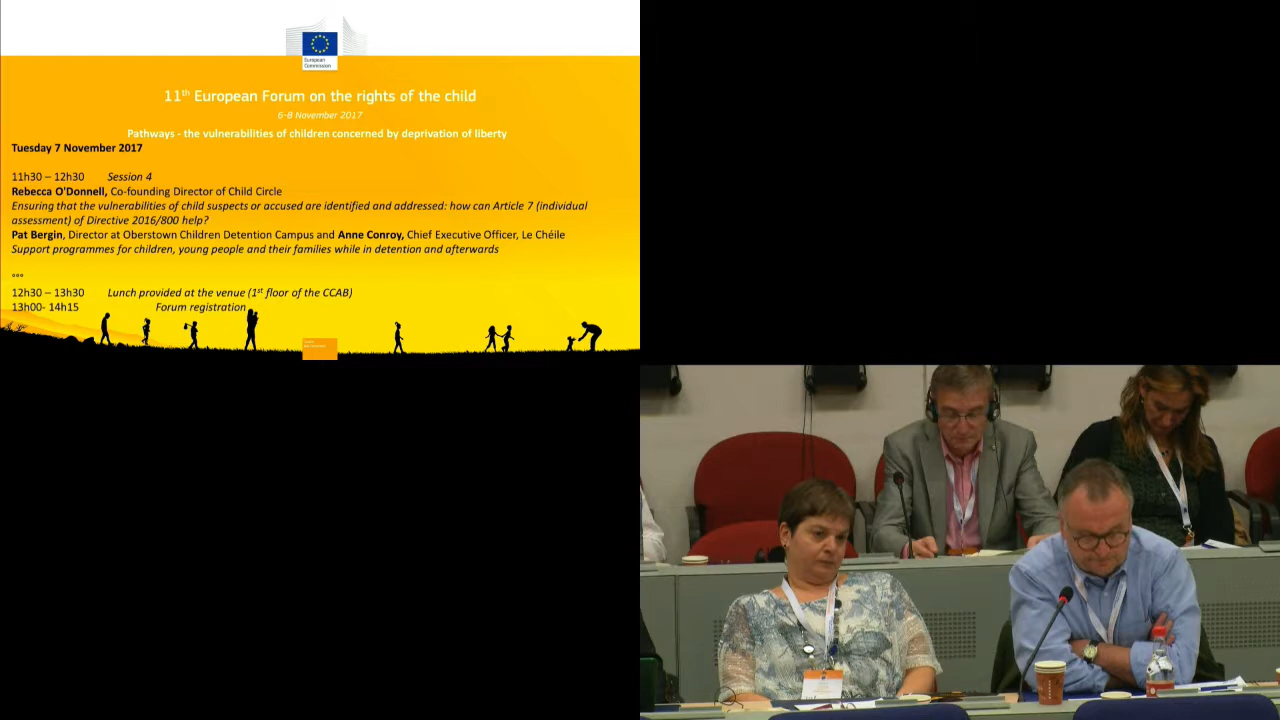 European
Commission
11th European Forum on the rights of the child
6-8 November 2017
Pathways - the vulnerabilities of children concerned by deprivation of liberty
Tuesday 7 November 2017
11h30 – 12h30 Session 4
Rebecca O'Donnell, Co-founding Director of Child Circle
Ensuring that the vulnerabilities of child suspects or accused are identified and addressed: how can Article 7 (individual
assessment) of Directive 2016/800 help?
Pat Bergin, Director at Oberstown Children Detention Campus and Anne Conroy, Chief Executive Officer, Le Chéile
Support programmes for children, young people and their families while in detention and afterwards
°°°
12h30 – 13h30 Lunch provided at the venue (1st floor of the CCAB)
13h00- 14h15 Forum registration